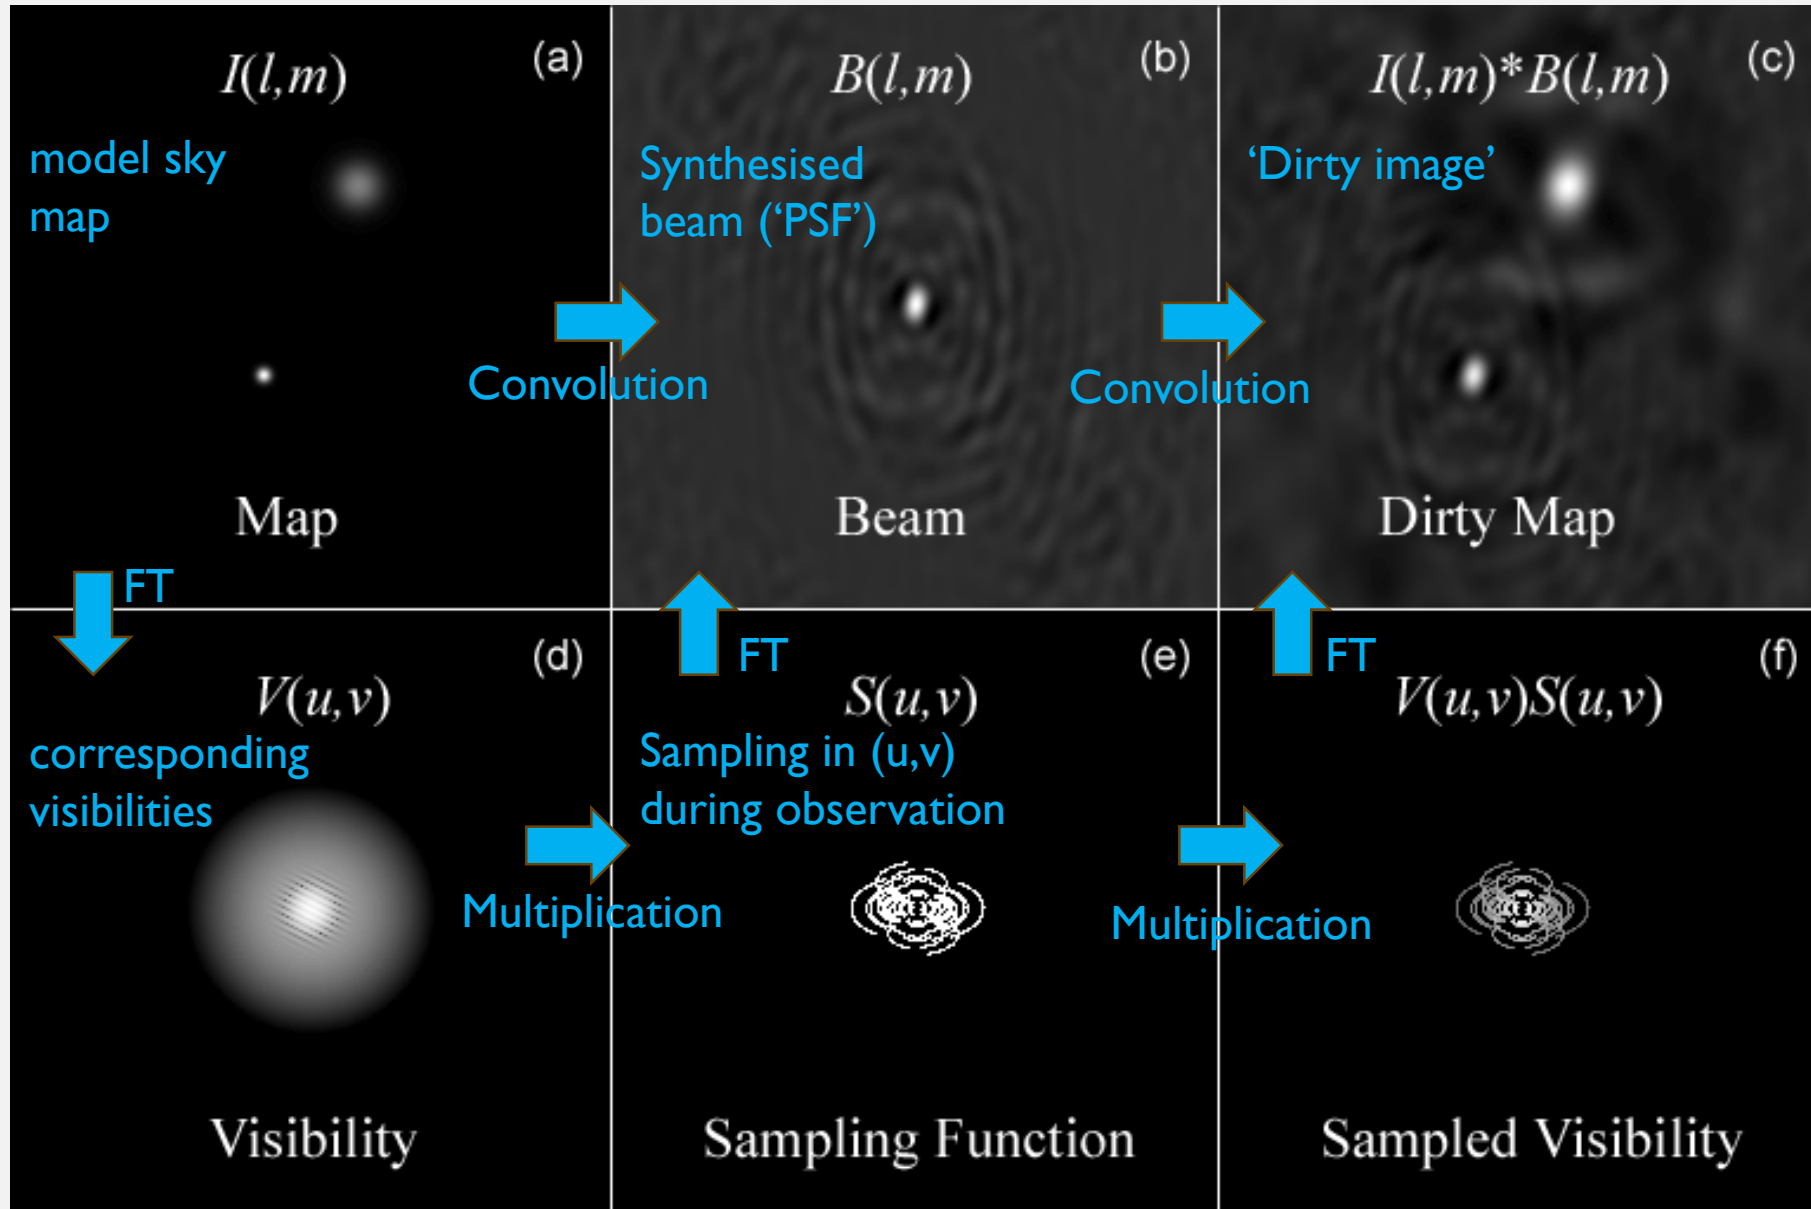 (a)
I(l,m)
model sky
map
Map
(b)
B(l,m)
Synthesised
beam (‘PSF’)
Beam
(c)
I(l,m)*B(l,m)
‘Dirty image’
Dirty Map
Convolution
Convolution
FT
FT
FT
(d)
V(u,v)
corresponding
visibilities
Visibility
(e)
S(u,v)
Sampling in (u,v)
during observation
Sampling Function
(f)
V(u,v)S(u,v)
Sampled Visibility
Multiplication
Multiplication